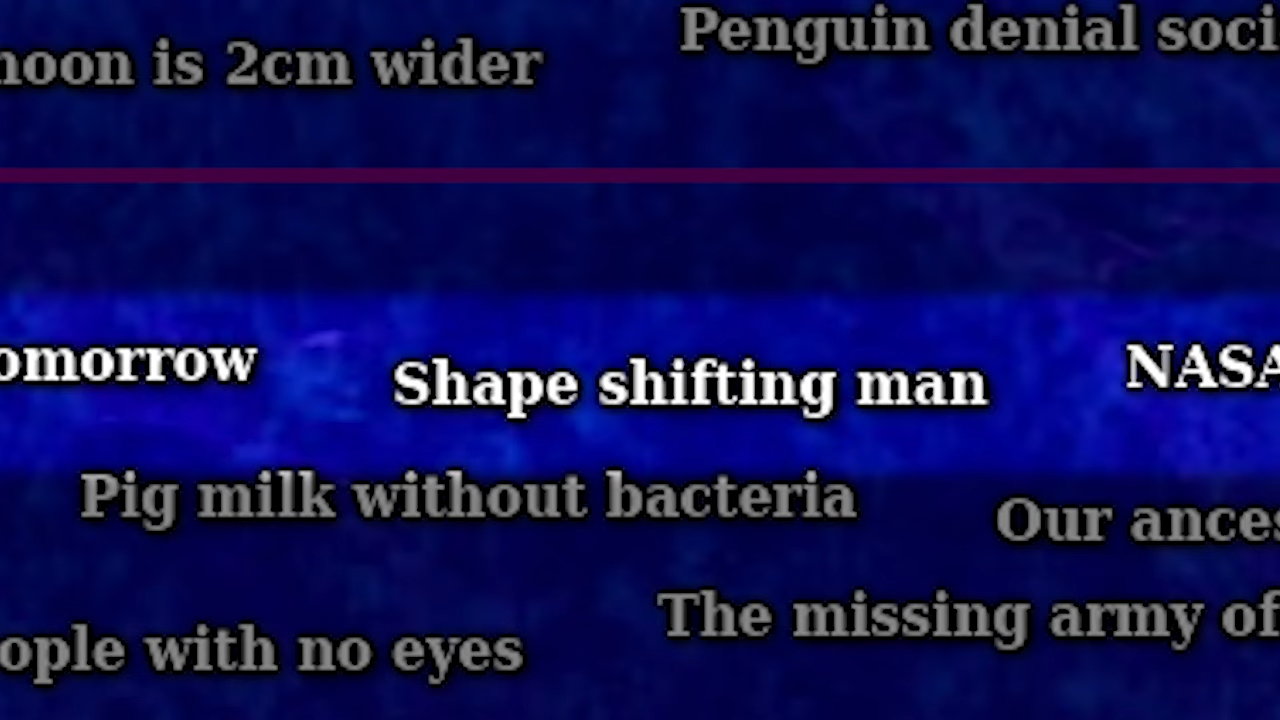 moon is 2cm wider
Penguin denial soci
omorrow
Shape shifting man
NASA
Pig milk without bacteria
Our ances
ople with no eyes
The missing army of